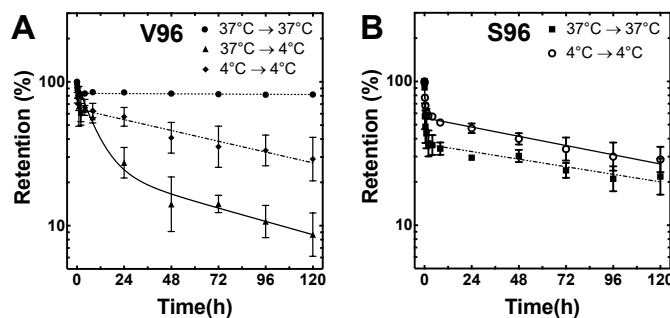 A
V96
37°C → 37°C
37°C → 4°C
4°C → 4°C
100
10
Retention (%)
0 24 48 72 96 120
Time(h)
B
S96
37°C → 37°C
4°C → 4°C
100
10
Retention (%)
0 24 48 72 96 120
Time(h)